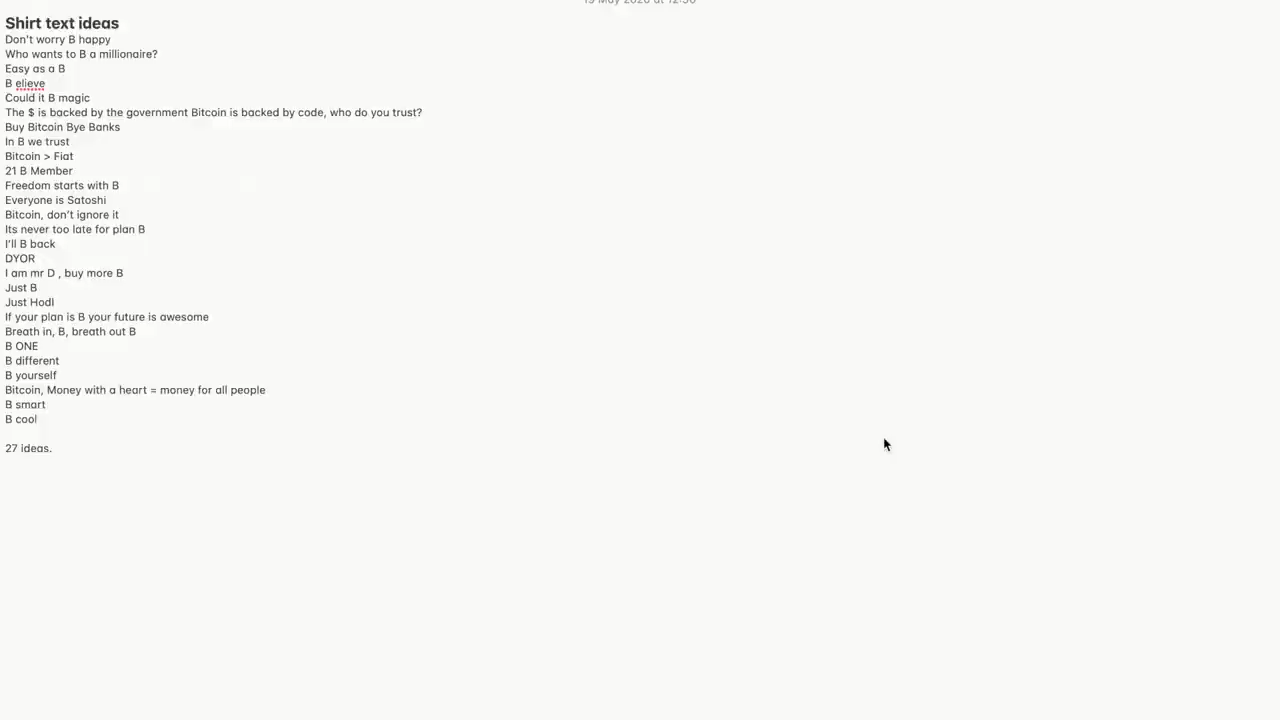 Shirt text ideas
Don't worry B happy
Who wants to B a millionaire?
Easy as a B
B elieve
Could it B magic
The $ is backed by the government Bitcoin is backed by code, who do you trust?
Buy Bitcoin Bye Banks
In B we trust
Bitcoin > Fiat
21 B Member
Freedom starts with B
Everyone is Satoshi
Bitcoin, don't ignore it
Its never too late for plan B
I'll B back
DYOR
I am mr D , buy more B
Just B
Just Hodl
If your plan is B your future is awesome
Breath in, B, breath out B
B ONE
B different
B yourself
Bitcoin, Money with a heart = money for all people
B smart
B cool
27 ideas.